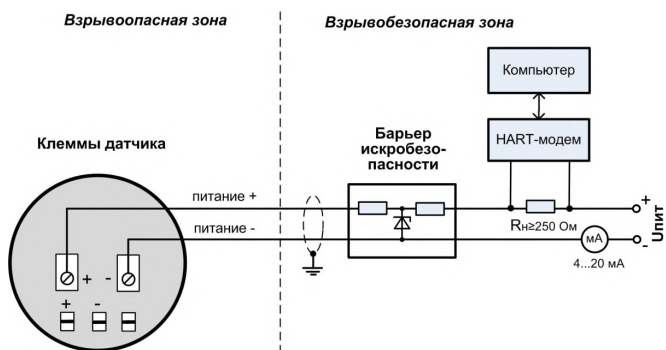 Взрывоопасная зона
Взрывобезопасная зона
Компьютер
HART-модем
Клеммы датчика
Барьер
искробезо-
пасности
питание +
питание -
Rн≥250 Ом
+
-
Uпит
мА
4...20 мА
+ -
+ -